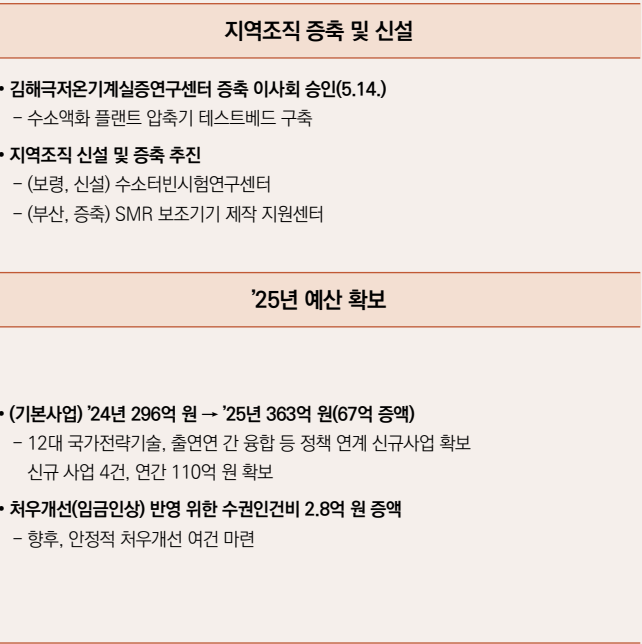 지역조직 증축 및 신설
• 김해극저온기계실증연구센터 증축 이사회 승인(5.14.)
– 수소액화 플랜트 압축기 테스트베드 구축
• 지역조직 신설 및 증축 추진
– (보령, 신설) 수소터빈시험연구센터
– (부산, 증축) SMR 보조기기 제작 지원센터
’25년 예산 확보
• (기본사업) ’24년 296억 원 → ’25년 363억 원(67억 증액)
– 12대 국가전략기술, 출연연 간 융합 등 정책 연계 신규사업 확보
신규 사업 4건, 연간 110억 원 확보
• 처우개선(임금인상) 반영 위한 수권인건비 2.8억 원 증액
– 향후, 안정적 처우개선 여건 마련